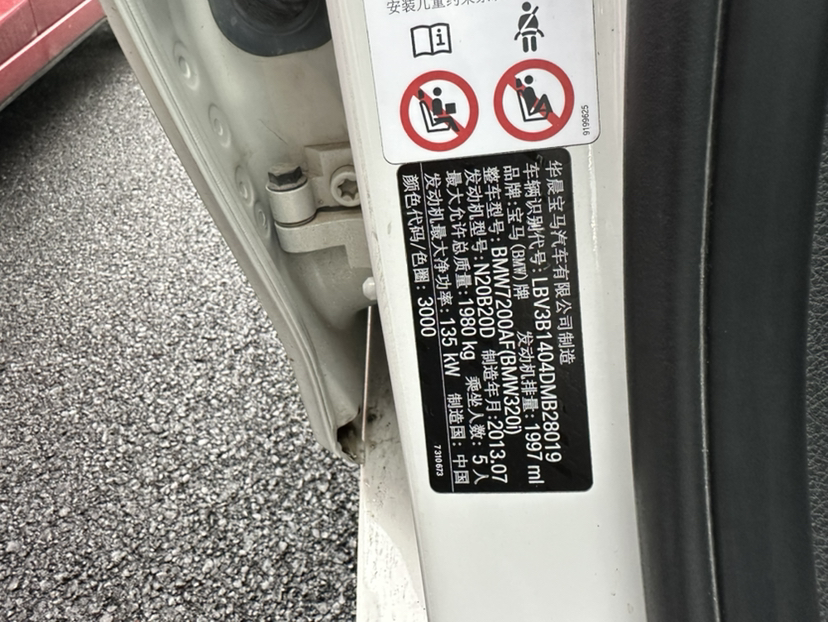 安装儿童约束系
9199625
华晨宝马汽车有限公司制造
车辆识别代号: LBV3B1404DMB28019
品牌: 宝马(BMW)牌 发动机排量: 1997 ml
整车型号: BMW7200AF(BMW320I)
发动机型号: N20B20D 制造年月: 2013.07
最大允许总质量: 1980 kg 乘坐人数: 5 人
发动机最大净功率: 135 kW 制造国: 中国
颜色代码/色圈: 3000
7 310 673